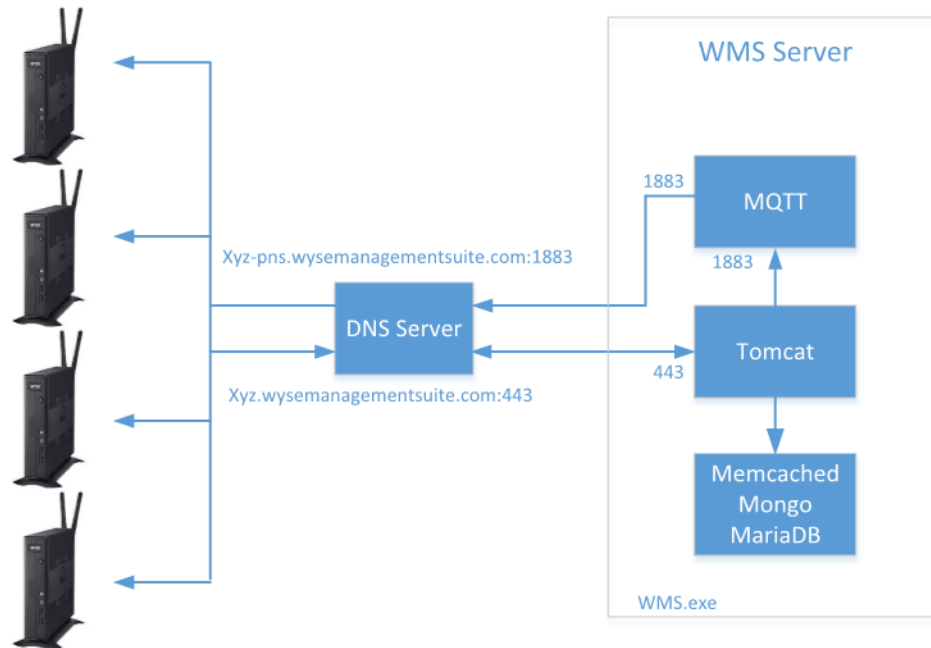 WMS Server
1883
MQTT
Xyz-pns.wysemanagementsuite.com:1883
1883
DNS Server
Tomcat
443
Xyz.wysemanagementsuite.com:443
Memcached
Mongo
MariaDB
WMS.exe